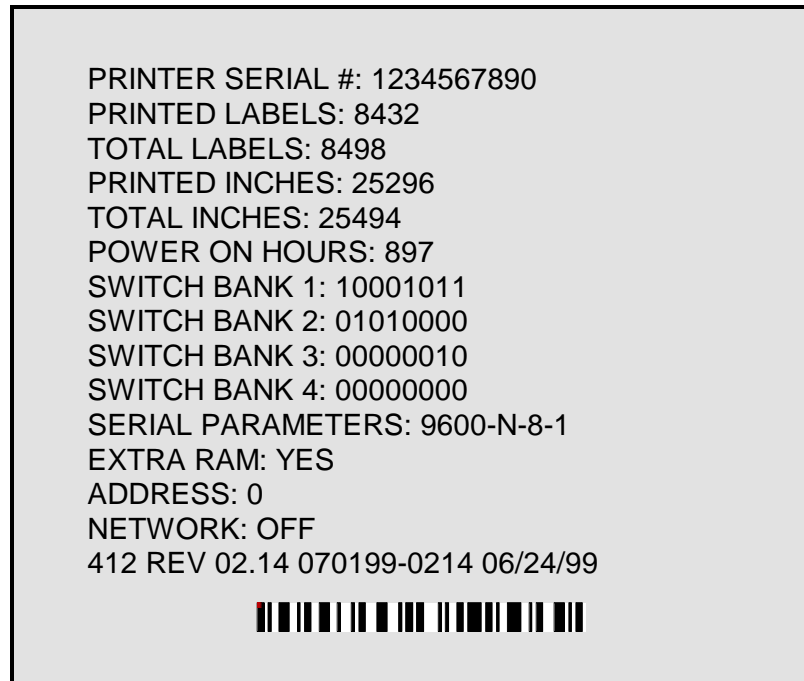 PRINTER SERIAL #: 1234567890
PRINTED LABELS: 8432
TOTAL LABELS: 8498
PRINTED INCHES: 25296
TOTAL INCHES: 25494
POWER ON HOURS: 897
SWITCH BANK 1: 10001011
SWITCH BANK 2: 01010000
SWITCH BANK 3: 00000010
SWITCH BANK 4: 00000000
SERIAL PARAMETERS: 9600-N-8-1
EXTRA RAM: YES
ADDRESS: 0
NETWORK: OFF
412 REV 02.14 070199-0214 06/24/99